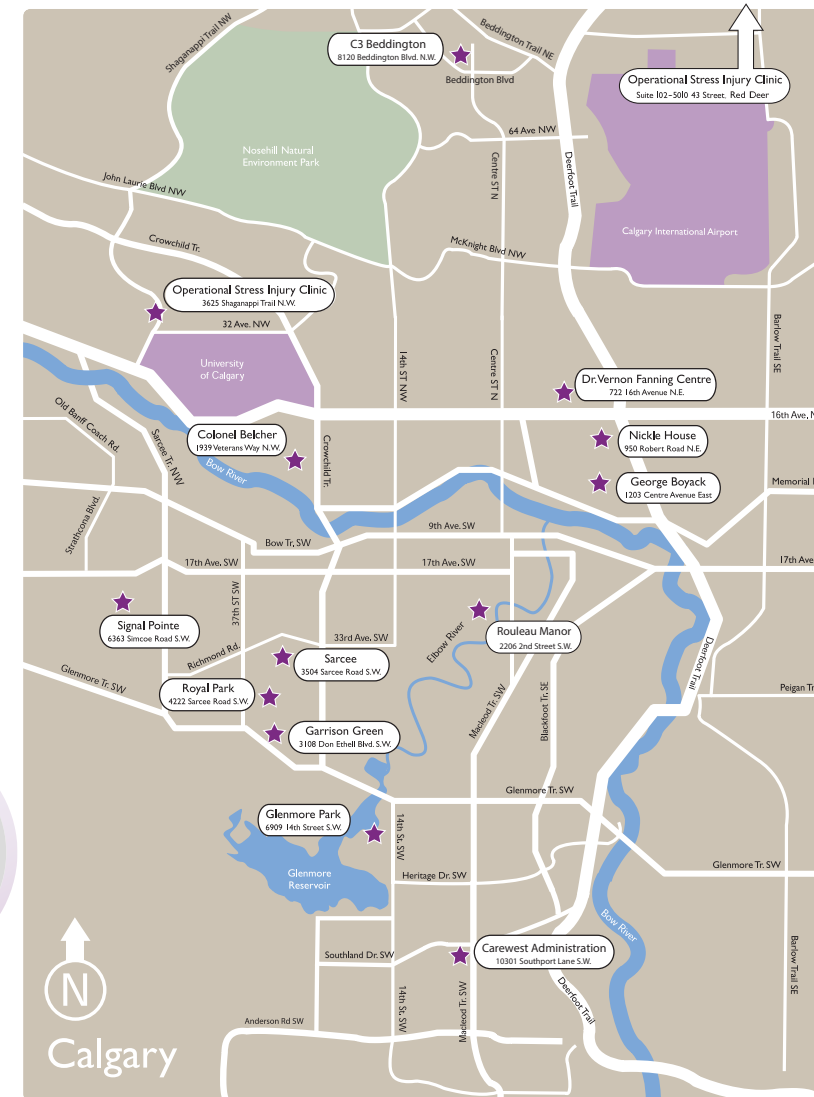 Shaganappi Trail NW
Beddington Trail NE
C3 Beddington
8120 Beddington Blvd. N.W.
Beddington Blvd
Operational Stress Injury Clinic
Suite 102-5010 43 Street, Red Deer
64 Ave NW
Nosehill Natural
Environment Park
Centre ST N
Deerfoot Trail
John Laurie Blvd NW
Calgary International Airport
Crowchild Tr.
McKnight Blvd NW
Operational Stress Injury Clinic
3625 Shaganappi Trail N.W.
32 Ave. NW
Barlow Trail SE
14th ST NW
Centre ST N
University
of Calgary
Dr. Vernon Fanning Centre
722 16th Avenue N.E.
16th Ave, N
Old Banff Coach Rd.
Sarcee Tr. NW
Colonel Belcher
1939 Veterans Way N.W.
Crowchild Tr.
Nickle House
950 Robert Road N.E.
Bow River
George Boyack
1203 Centre Avenue East
Memorial
Strathcona Blvd.
9th Ave. SW
Bow Tr, SW
17th Ave. SW
17th Ave. SW
17th Ave
37th ST SW
Signal Pointe
6363 Simcoe Road S.W.
Elbow River
Rouleau Manor
2206 2nd Street S.W.
33rd Ave. SW
Richmond Rd.
Sarcee
3504 Sarcee Road S.W.
Deerfoot Trail
Glenmore Tr. SW
Royal Park
4222 Sarcee Road S.W.
Macleod Tr. SW
Blackfoot Tr. SE
Peigan Tr
Garrison Green
3108 Don Ethell Blvd. S.W.
Glenmore Tr. SW
Glenmore Park
6909 14th Street S.W.
14th St. SW
Glenmore
Reservoir
Heritage Dr. SW
Glenmore Tr. SW
Bow River
Carewest Administration
10301 Southport Lane S.W.
Southland Dr. SW
Barlow Trail SE
14th St. SW
Macleod Tr. SW
Deerfoot Trail
N
Anderson Rd SW
Calgary